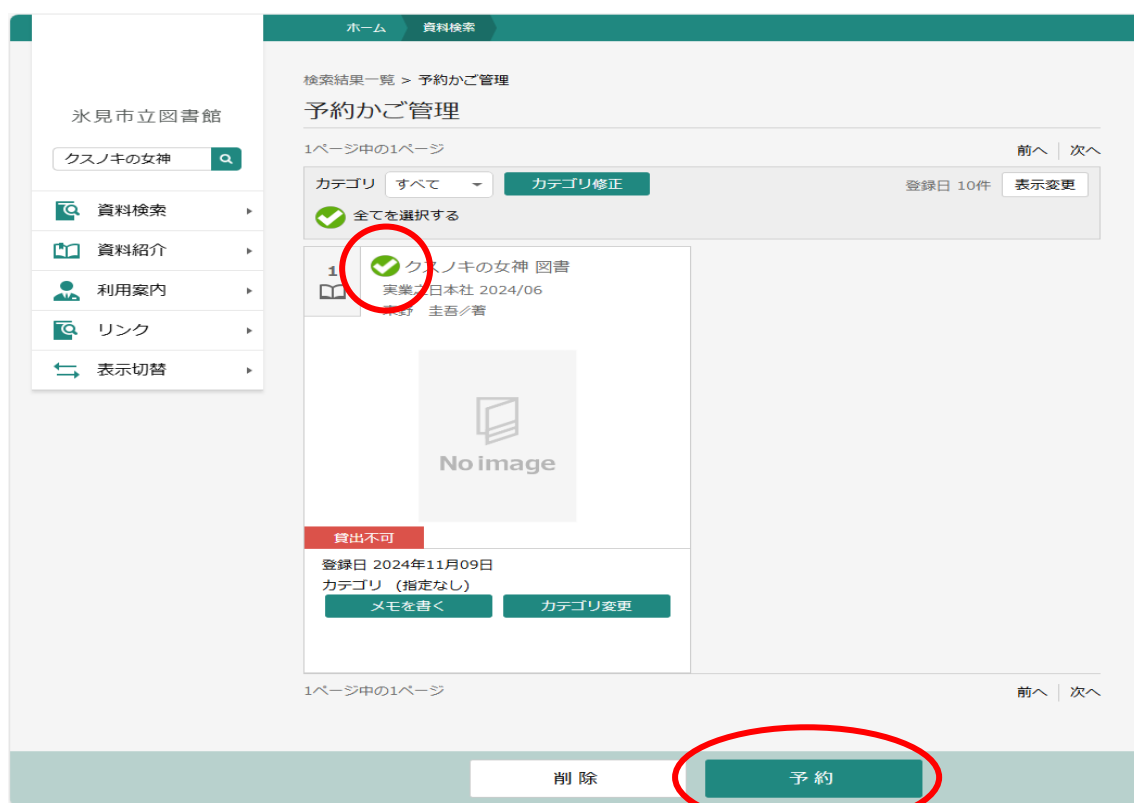 ホーム 資料検索
氷見市立図書館
クスノキの女神
資料検索
資料紹介
利用案内
リンク
表示切替
検索結果一覧 > 予約かご管理
予約かご管理
1ページ中の1ページ 前へ 次へ
カテゴリ すべて カテゴリ修正 登録日 10件 表示変更
全てを選択する
1 クスノキの女神 図書
実業之日本社 2024/06
東野 圭吾/著
No image
貸出不可
登録日 2024年11月09日
カテゴリ (指定なし)
メモを書く カテゴリ変更
1ページ中の1ページ 前へ 次へ
削除 予約